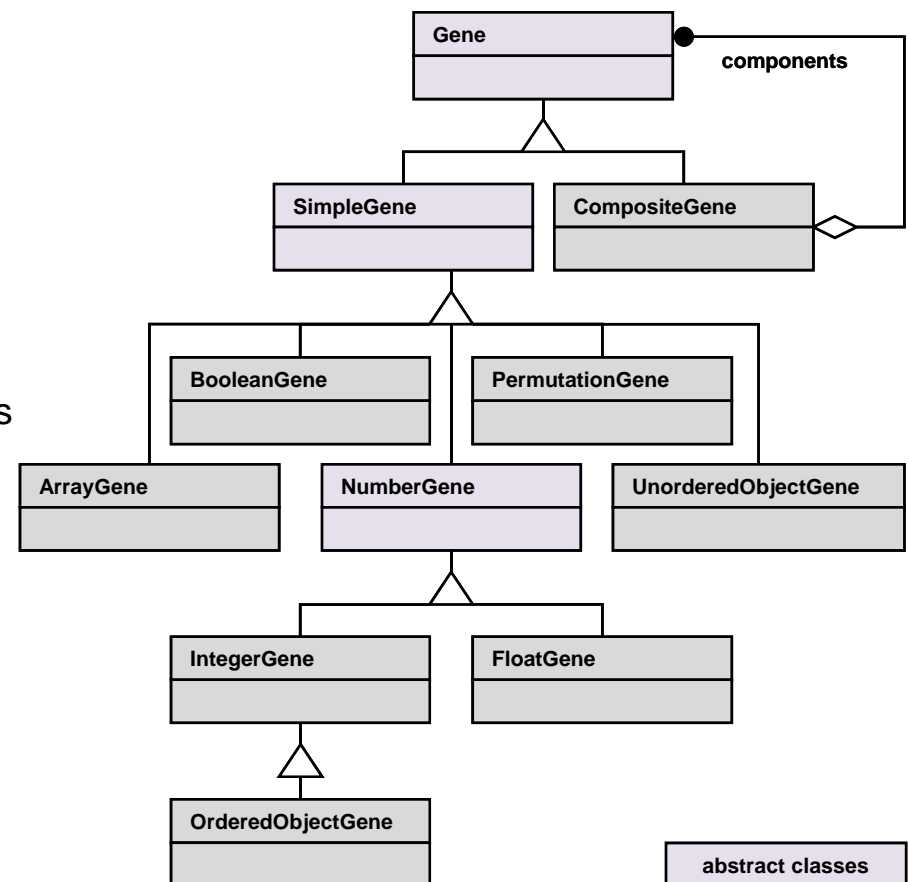 Gene
components
SimpleGene
CompositeGene
BooleanGene
PermutationGene
s
ArrayGene
NumberGene
UnorderedObjectGene
IntegerGene
FloatGene
OrderedObjectGene
abstract classes